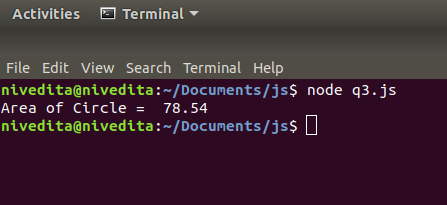 Activities Terminal
File Edit View Search Terminal Help
nivedita@nivedita:~/Documents/js$ node q3.js
Area of Circle =  78.54
nivedita@nivedita:~/Documents/js$